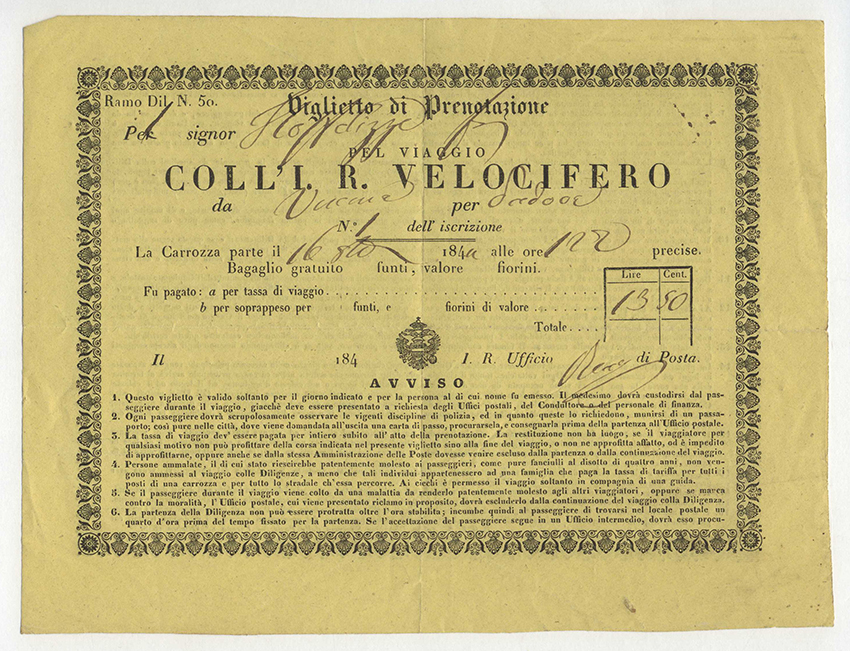 Ramo Dil. N. 50.
Viglietto di Prenotazione
Per 1 signor
PEL VIAGGIO
COLL'I. R. VELOCIFERO
da per
N.° 1 dell' iscrizione
La Carrozza parte il 16 184 alle ore precise.
Bagaglio gratuito funti, valore fiorini.
Lire Cent.
Fu pagato: a per tassa di viaggio . . . 13 50
b per soprappeso per funti, e fiorini di valore . . .
Totale . . . .
Il 184 I. R. Ufficio di Posta.
AVVISO
1. Questo viglietto è valido soltanto per il giorno indicato e per la persona al di cui nome fu emesso. Il medesimo dovrà custodirsi dal pas-
seggiere durante il viaggio, giacchè deve essere presentato a richiesta degli Uffici postali, del Conduttore o del personale di finanza.
2. Ogni passeggiere dovrà scrupolosamente osservare le vigenti discipline di polizia, ed in quanto queste lo richiedono, munirsi di un passa-
porto; così pure nelle città, dove viene domandata all'uscita una carta di passo, procurarsela, e consegnarla prima della partenza all'Ufficio postale.
3. La tassa di viaggio dev' essere pagata per intiero subito all'atto della prenotazione. La restituzione non ha luogo, se il viaggiatore per
qualsiasi motivo non può profittare della corsa indicata nel presente viglietto sino alla fine del viaggio, o non ne approfitta affatto, od è impedito
di approfittarne, oppure anche se dalla stessa Amministrazione delle Poste dovesse venire escluso dalla partenza o dalla continuazione del viaggio.
4. Persone ammalate, il di cui stato riescirebbe patentemente molesto ai passeggieri, come pure fanciulli al disotto di quattro anni, non ven-
gono ammessi al viaggio colle Diligenze, a meno che tali individui appartenessero ad una famiglia che paga la tassa di tariffa per tutti i
posti di una carrozza e per tutto lo stradale ch'essa percorre. Ai ciechi è permesso il viaggio soltanto in compagnia di una guida.
5. Se il passeggiere durante il viaggio viene colto da una malattia da renderlo patentemente molesto agli altri viaggiatori, oppure se manca
contro la moralità, l'Ufficio postale, cui viene presentato riclamo in proposito, dovrà escluderlo dalla continuazione del viaggio colla Diligenza.
6. La partenza della Diligenza non può essere protratta oltre l'ora stabilita; incumbe quindi al passeggiere di trovarsi nel locale postale un
quarto d'ora prima del tempo fissato per la partenza. Se l'accettazione del passeggiere segue in un Ufficio intermedio, dovrà esso procu-